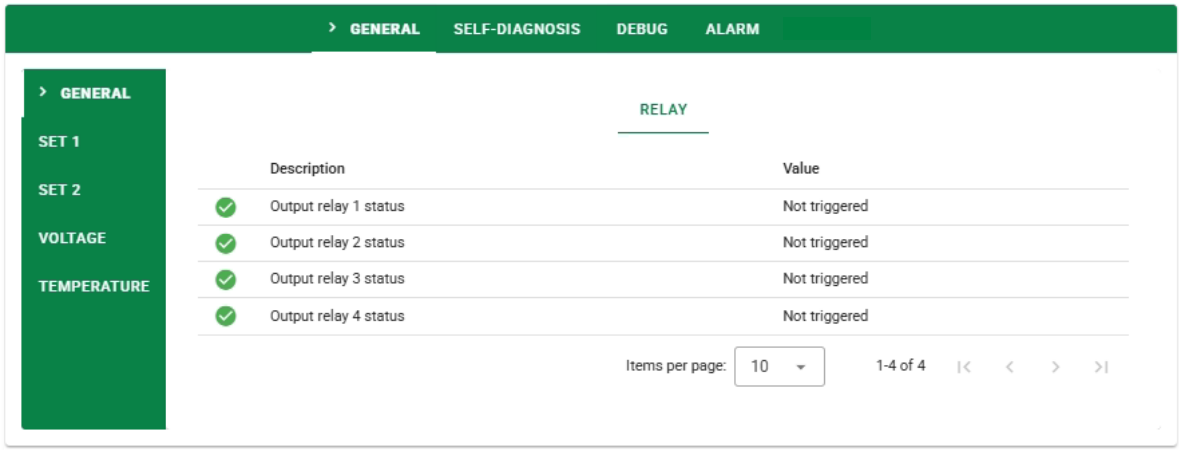 GENERAL SELF-DIAGNOSIS DEBUG ALARM
GENERAL
SET 1
SET 2
VOLTAGE
TEMPERATURE
RELAY
Description Value
Output relay 1 status Not triggered
Output relay 2 status Not triggered
Output relay 3 status Not triggered
Output relay 4 status Not triggered
Items per page: 10 1-4 of 4